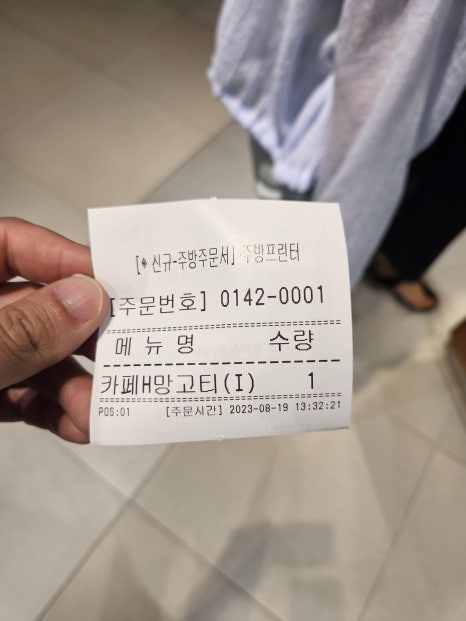 [* 신규-주방주문서] 주방프린터
[주문번호] 0142-0001
메 뉴 명 수량
카페H망고티(I) 1
POS:01 [주문시간] 2023-08-19 13:32:21